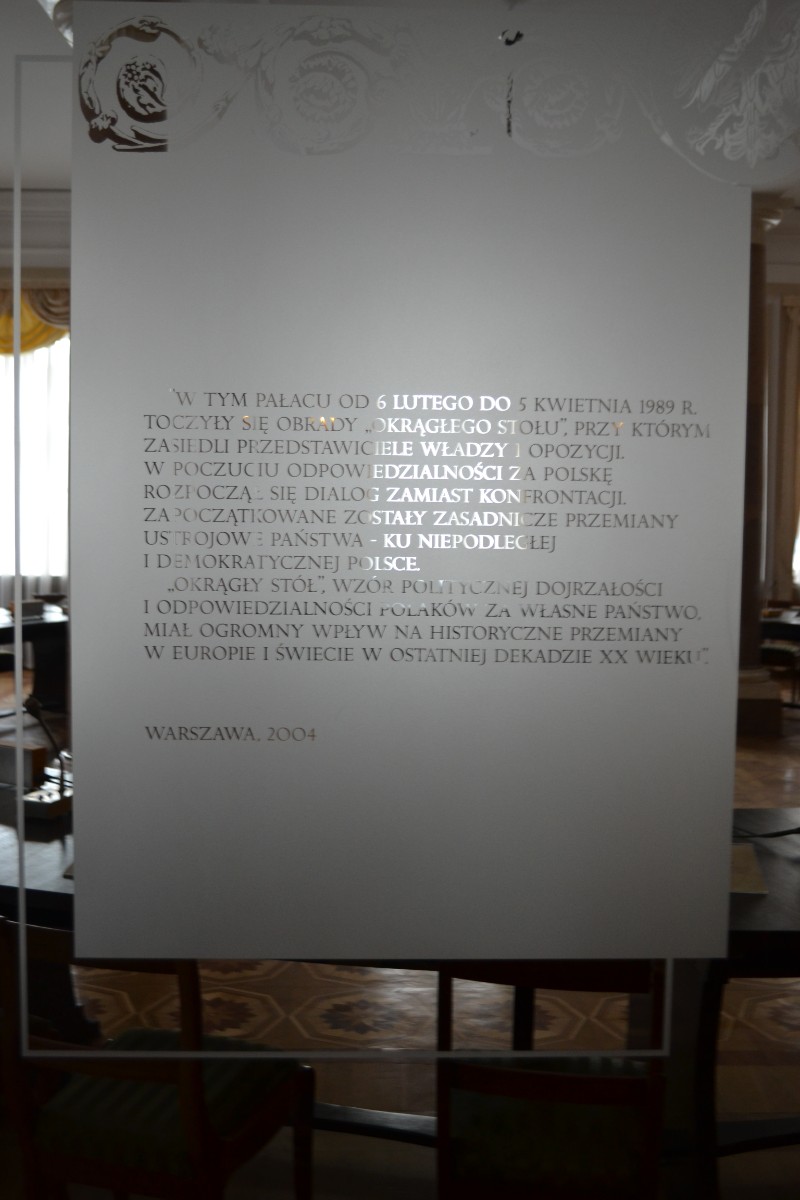 "W TYM PAŁACU OD 6 LUTEGO DO 5 KWIETNIA 1989 R.
TOCZYŁY SIĘ OBRADY „OKRĄGŁEGO STOŁU”, PRZY KTÓRYM
ZASIEDLI PRZEDSTAWICIELE WŁADZY I OPOZYCJI.
W POCZUCIU ODPOWIEDZIALNOŚCI ZA POLSKĘ
ROZPOCZĄŁ SIĘ DIALOG ZAMIAST KONFRONTACJI.
ZAPOCZĄTKOWANE ZOSTAŁY ZASADNICZE PRZEMIANY
USTROJOWE PAŃSTWA - KU NIEPODLEGŁEJ
I DEMOKRATYCZNEJ POLSCE.
„OKRĄGŁY STÓŁ”, WZÓR POLITYCZNEJ DOJRZAŁOŚCI
I ODPOWIEDZIALNOŚCI POLAKÓW ZA WŁASNE PAŃSTWO,
MIAŁ OGROMNY WPŁYW NA HISTORYCZNE PRZEMIANY
W EUROPIE I ŚWIECIE W OSTATNIEJ DEKADZIE XX WIEKU".
WARSZAWA, 2004